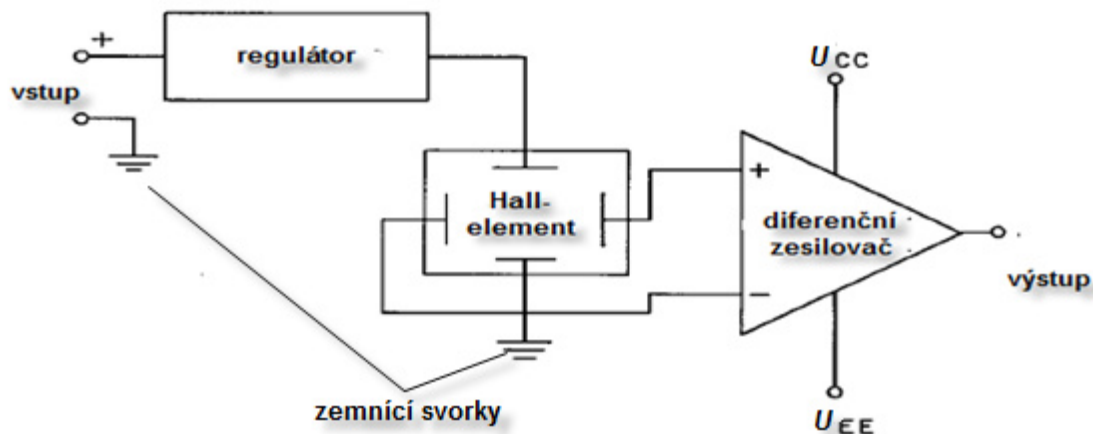 +
regulátor
vstup
U CC
Hall-
element
+
diferenční
zesilovač
−
výstup
zemnící svorky
U EE